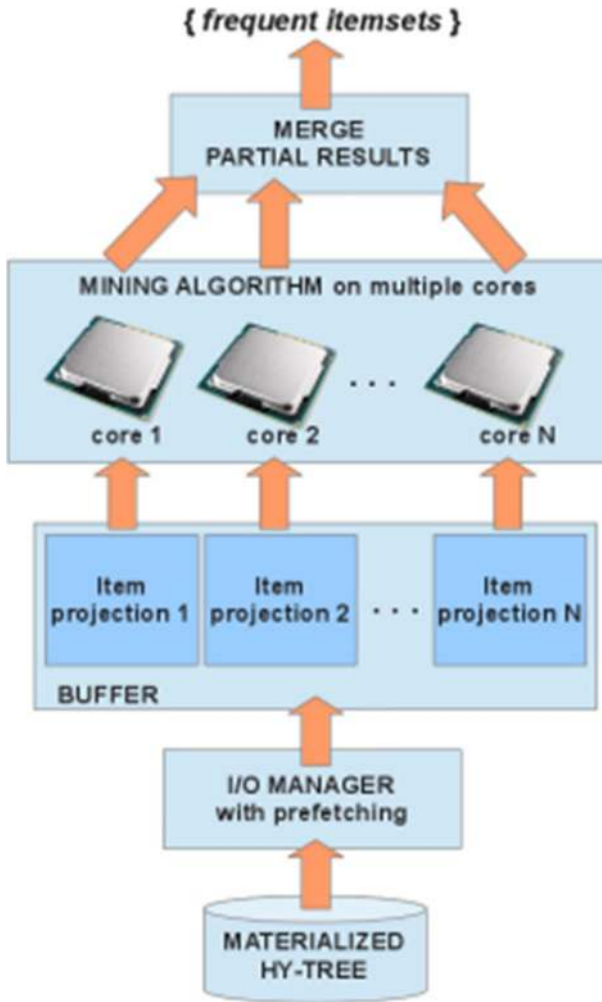 { frequent itemsets }
MERGE
PARTIAL RESULTS
MINING ALGORITHM on multiple cores
. . .
core 1 core 2 core N
Item
projection 1
Item
projection 2
. . .
Item
projection N
BUFFER
I/O MANAGER
with prefetching
MATERIALIZED
HY-TREE